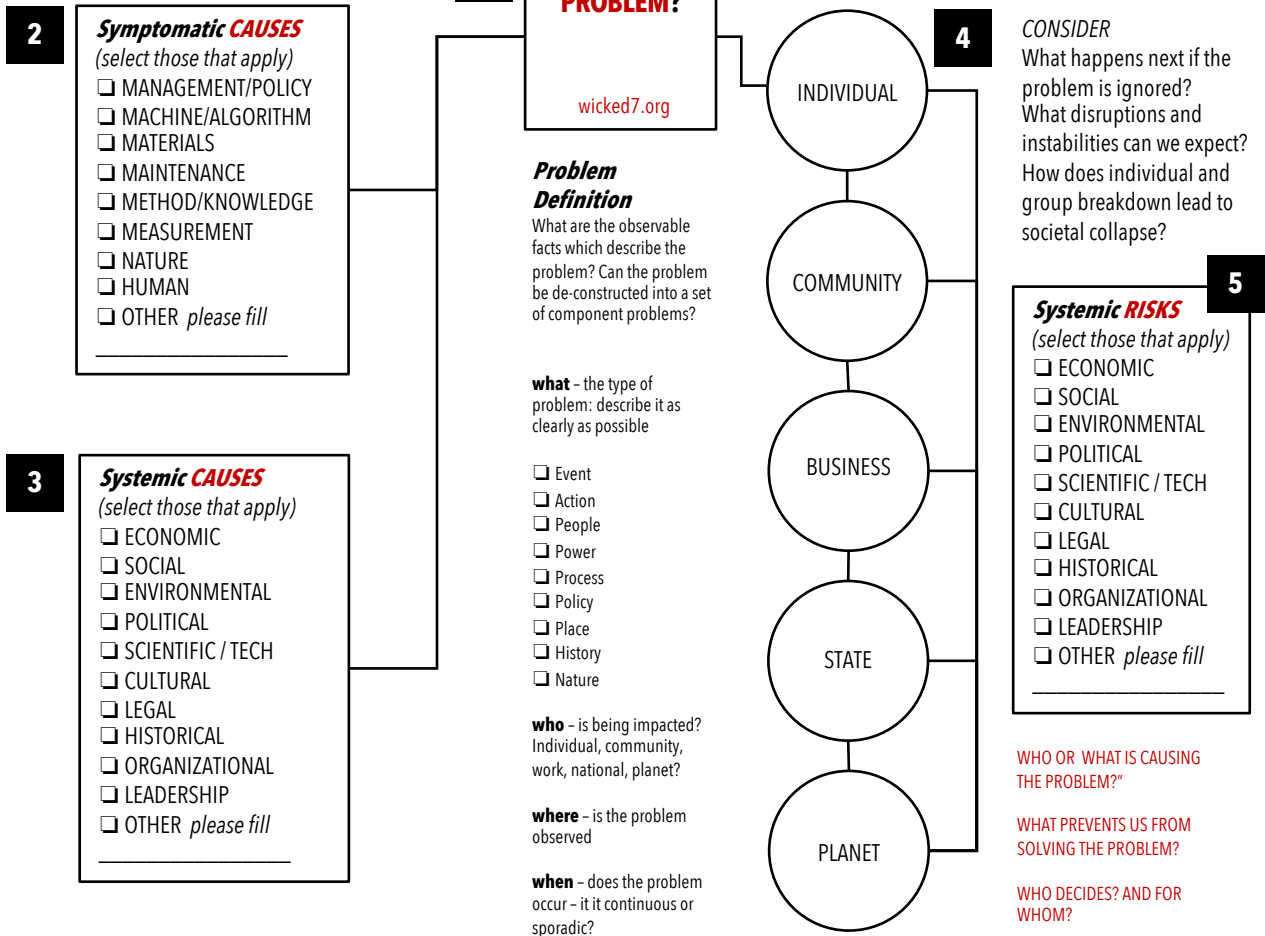 2
Symptomatic CAUSES
(select those that apply)
❏ MANAGEMENT/POLICY
❏ MACHINE/ALGORITHM
❏ MATERIALS
❏ MAINTENANCE
❏ METHOD/KNOWLEDGE
❏ MEASUREMENT
❏ NATURE
❏ HUMAN
❏ OTHER please fill
________________
3
Systemic CAUSES
(select those that apply)
❏ ECONOMIC
❏ SOCIAL
❏ ENVIRONMENTAL
❏ POLITICAL
❏ SCIENTIFIC / TECH
❏ CULTURAL
❏ LEGAL
❏ HISTORICAL
❏ ORGANIZATIONAL
❏ LEADERSHIP
❏ OTHER please fill
________________
PROBLEM?
wicked7.org
Problem
Definition
What are the observable
facts which describe the
problem? Can the problem
be de-constructed into a set
of component problems?
what – the type of
problem: describe it as
clearly as possible
❏ Event
❏ Action
❏ People
❏ Power
❏ Process
❏ Policy
❏ Place
❏ History
❏ Nature
who – is being impacted?
Individual, community,
work, national, planet?
where – is the problem
observed
when – does the problem
occur – it it continuous or
sporadic?
INDIVIDUAL
COMMUNITY
BUSINESS
STATE
PLANET
4
CONSIDER
What happens next if the
problem is ignored?
What disruptions and
instabilities can we expect?
How does individual and
group breakdown lead to
societal collapse?
5
Systemic RISKS
(select those that apply)
❏ ECONOMIC
❏ SOCIAL
❏ ENVIRONMENTAL
❏ POLITICAL
❏ SCIENTIFIC / TECH
❏ CULTURAL
❏ LEGAL
❏ HISTORICAL
❏ ORGANIZATIONAL
❏ LEADERSHIP
❏ OTHER please fill
________________
WHO OR WHAT IS CAUSING
THE PROBLEM?”
WHAT PREVENTS US FROM
SOLVING THE PROBLEM?
WHO DECIDES? AND FOR
WHOM?